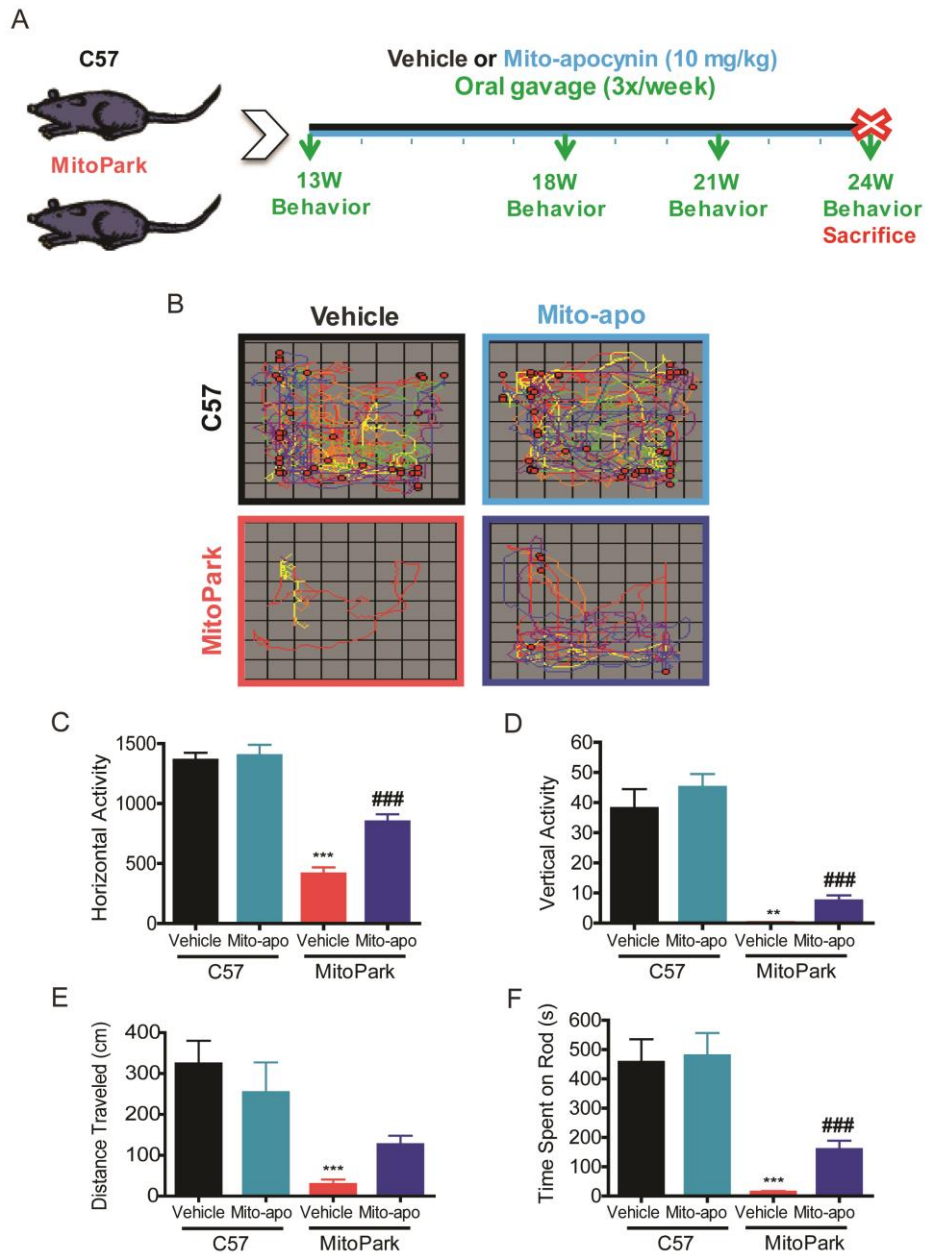 A
C57
MitoPark
Vehicle or Mito-apocynin (10 mg/kg)
Oral gavage (3x/week)
13W
Behavior
18W
Behavior
21W
Behavior
24W
Behavior
Sacrifice
B
Vehicle
Mito-apo
C57
MitoPark
C
Horizontal Activity
1500
1000
500
0
***
###
Vehicle Mito-apo Vehicle Mito-apo
C57 MitoPark
D
Vertical Activity
60
50
40
30
20
10
0
**
###
Vehicle Mito-apo Vehicle Mito-apo
C57 MitoPark
E
Distance Traveled (cm)
400
300
200
100
0
***
Vehicle Mito-apo Vehicle Mito-apo
C57 MitoPark
F
Time Spent on Rod (s)
600
500
400
300
200
100
0
***
###
Vehicle Mito-apo Vehicle Mito-apo
C57 MitoPark